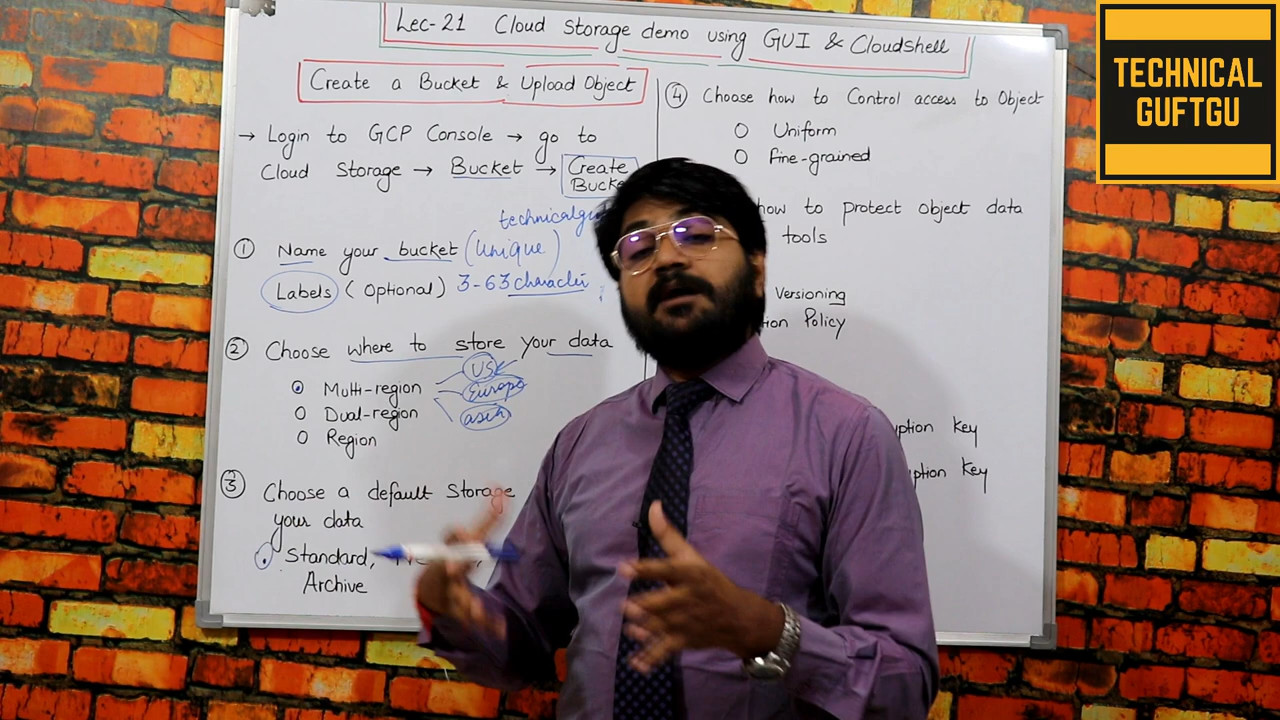 Lec-21 Cloud Storage demo using GUI & Cloudshell
Create a Bucket & Upload Object
→ Login to GCP Console → go to
Cloud Storage → Bucket → Create
Bucke
technicalgu
① Name your bucket (Unique)
Labels (Optional) 3-63 character
② Choose where to store your data
Multi-region
US
Europe
asia
Dual-region
Region
③ Choose a default Storage
your data
Standard,
Archive
④ Choose how to Control access to Object
Uniform
Fine-grained
how to protect object data
tools
Versioning
tion Policy
yption key
yption key
TECHNICAL
GUFTGU